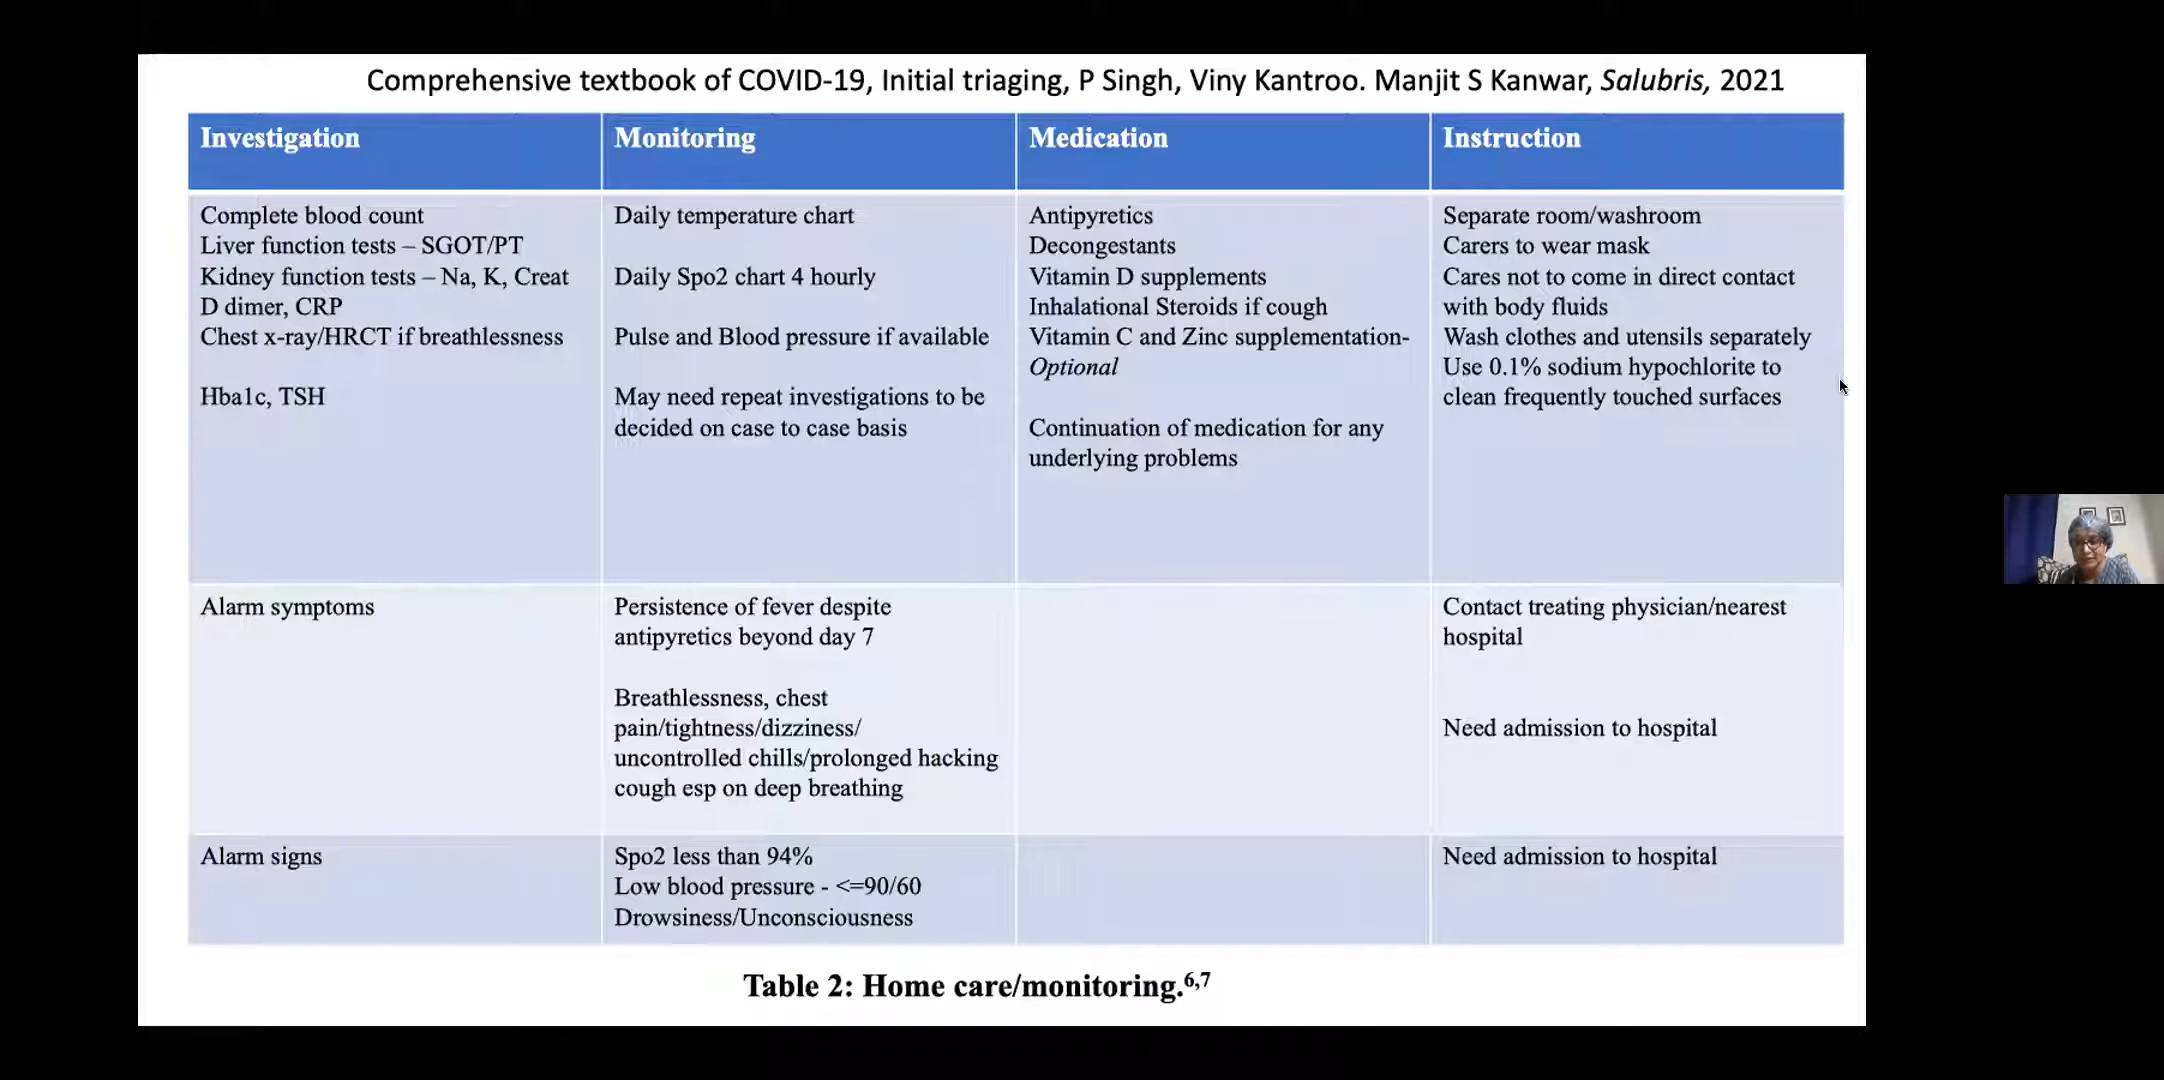 Comprehensive textbook of COVID-19, Initial triaging, P Singh, Viny Kantroo. Manjit S Kanwar, Salubris, 2021
Investigation
Monitoring
Medication
Instruction
Complete blood count
Liver function tests – SGOT/PT
Kidney function tests – Na, K, Creat
D dimer, CRP
Chest x-ray/HRCT if breathlessness
Hba1c, TSH
Daily temperature chart
Daily Spo2 chart 4 hourly
Pulse and Blood pressure if available
May need repeat investigations to be
decided on case to case basis
Antipyretics
Decongestants
Vitamin D supplements
Inhalational Steroids if cough
Vitamin C and Zinc supplementation-
Optional
Continuation of medication for any
underlying problems
Separate room/washroom
Carers to wear mask
Cares not to come in direct contact
with body fluids
Wash clothes and utensils separately
Use 0.1% sodium hypochlorite to
clean frequently touched surfaces
Alarm symptoms
Persistence of fever despite
antipyretics beyond day 7
Breathlessness, chest
pain/tightness/dizziness/
uncontrolled chills/prolonged hacking
cough esp on deep breathing
Contact treating physician/nearest
hospital
Need admission to hospital
Alarm signs
Spo2 less than 94%
Low blood pressure - <=90/60
Drowsiness/Unconsciousness
Need admission to hospital
Table 2: Home care/monitoring.6,7